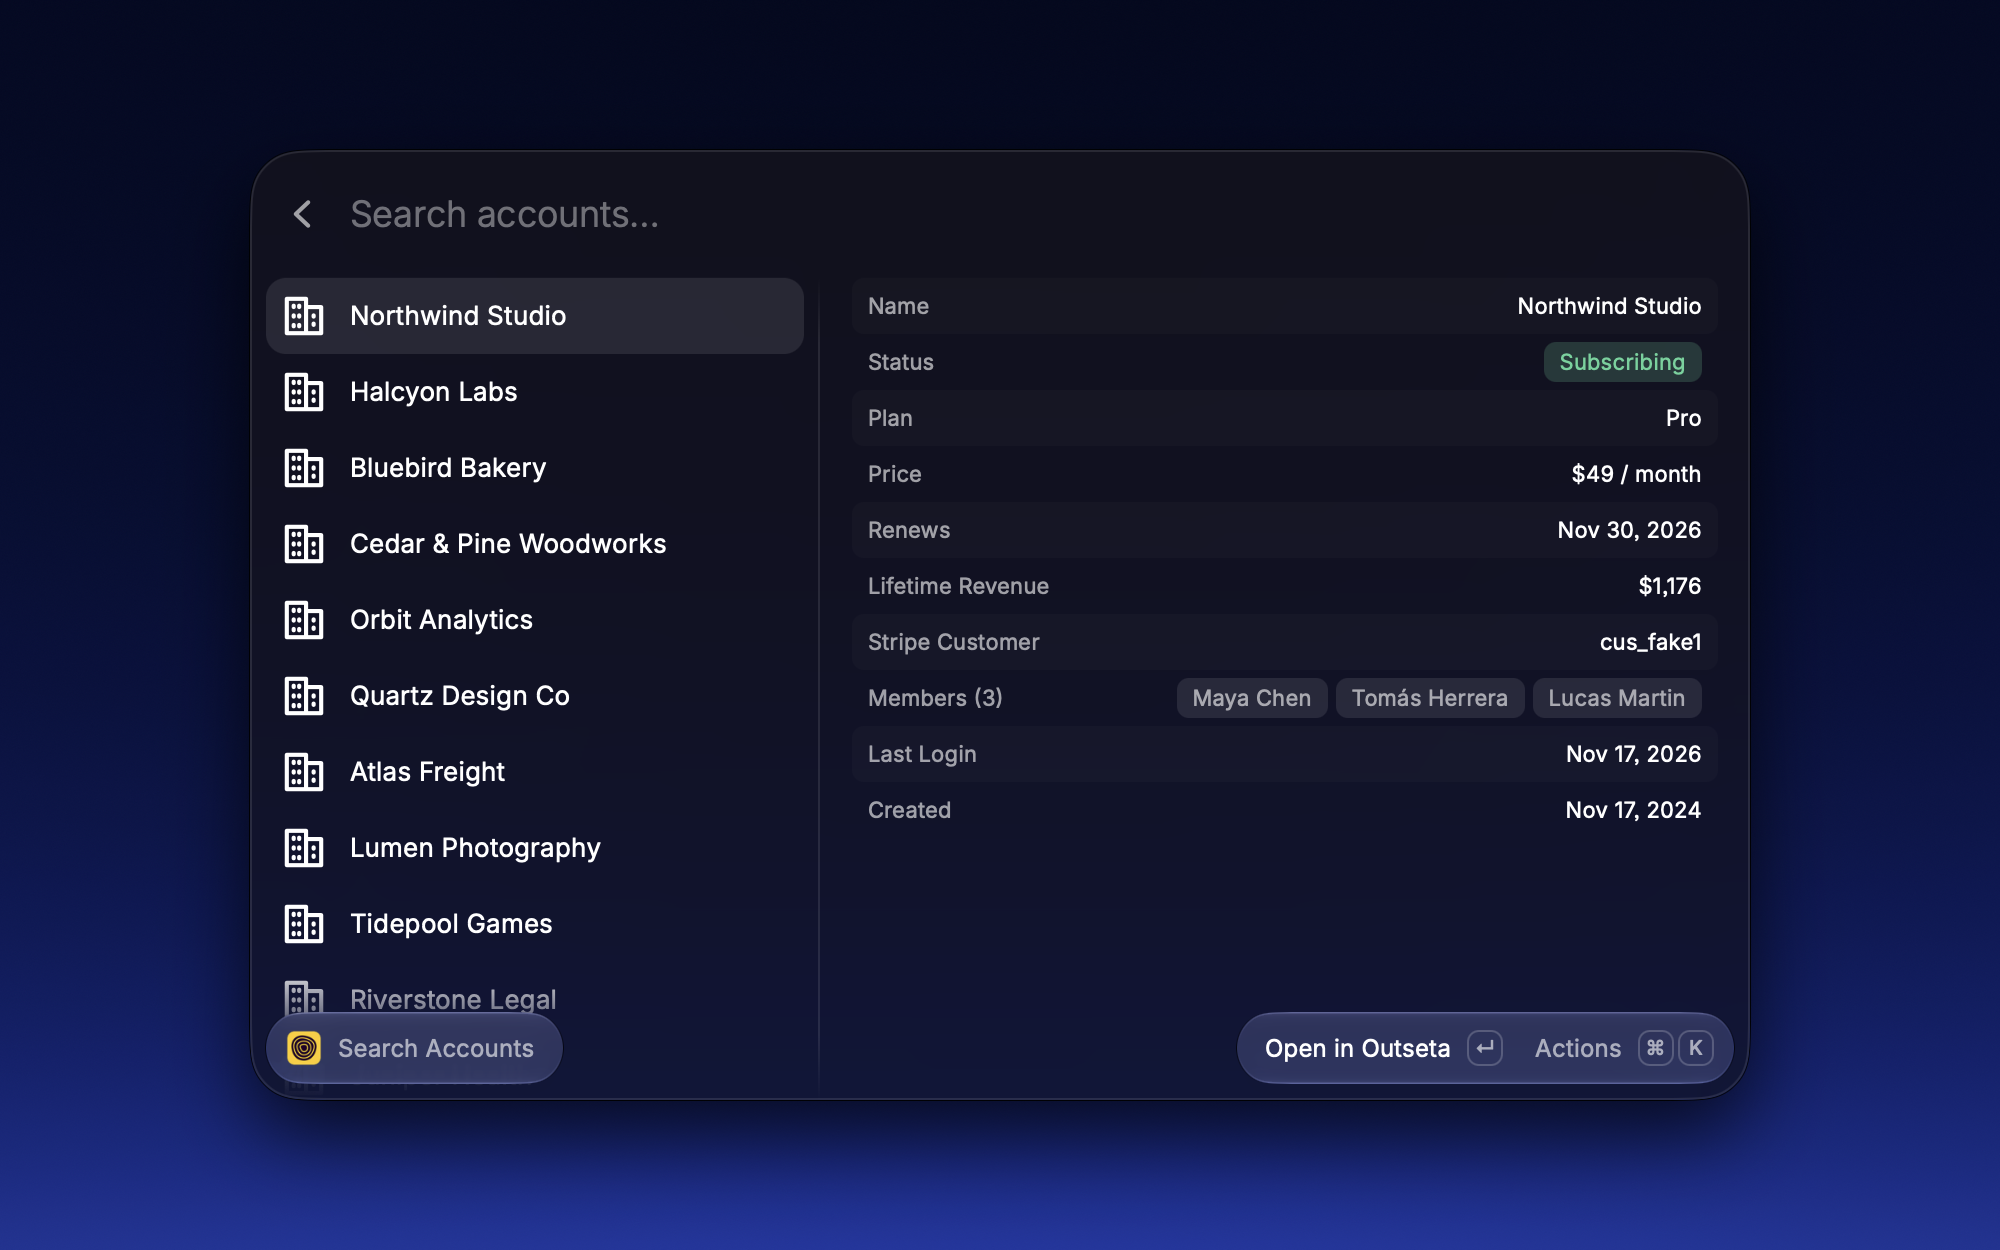 Search accounts...
Northwind Studio
Halcyon Labs
Bluebird Bakery
Cedar & Pine Woodworks
Orbit Analytics
Quartz Design Co
Atlas Freight
Lumen Photography
Tidepool Games
Riverstone Legal
Search Accounts
Name Northwind Studio
Status Subscribing
Plan Pro
Price $49 / month
Renews Nov 30, 2026
Lifetime Revenue $1,176
Stripe Customer cus_fake1
Members (3) Maya Chen Tomás Herrera Lucas Martin
Last Login Nov 17, 2026
Created Nov 17, 2024
Open in Outseta ↵ Actions ⌘ K